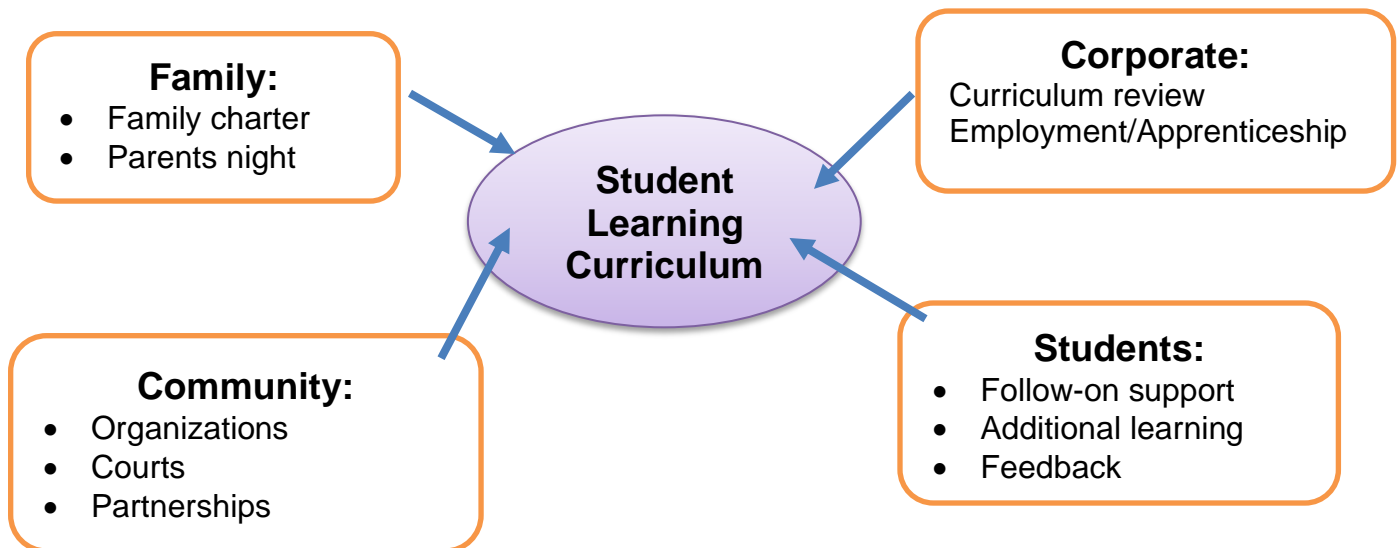 Family:
• Family charter
• Parents night
Corporate:
Curriculum review
Employment/Apprenticeship
Student
Learning
Curriculum
Community:
• Organizations
• Courts
• Partnerships
Students:
• Follow-on support
• Additional learning
• Feedback